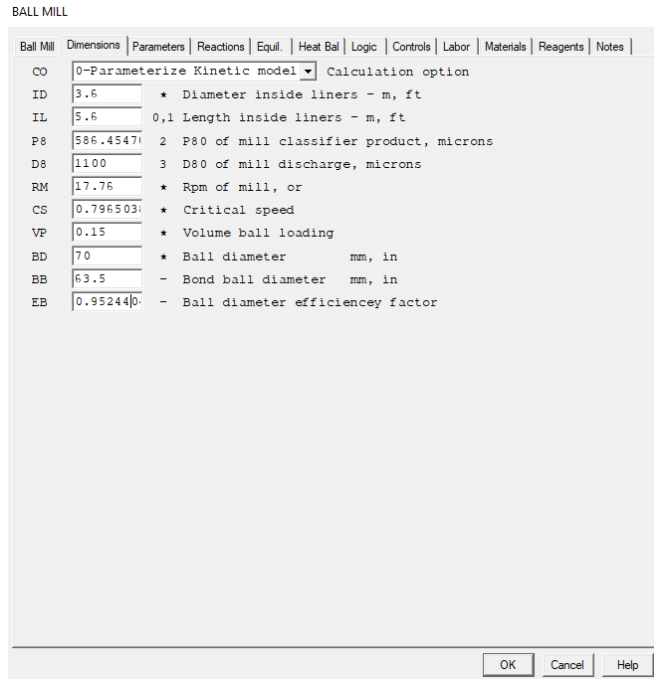 BALL MILL
Ball Mill Dimensions Parameters Reactions Equil. Heat Bal Logic Controls Labor Materials Reagents Notes
CO 0-Parameterize Kinetic model Calculation option
ID 3.6 * Diameter inside liners - m, ft
IL 5.6 0,1 Length inside liners - m, ft
P8 586.4547 2 P80 of mill classifier product, microns
D8 1100 3 D80 of mill discharge, microns
RM 17.76 * Rpm of mill, or
CS 0.796503 * Critical speed
VP 0.15 * Volume ball loading
BD 70 * Ball diameter mm, in
BB 63.5 - Bond ball diameter mm, in
EB 0.952440 - Ball diameter efficiencey factor
OK Cancel Help